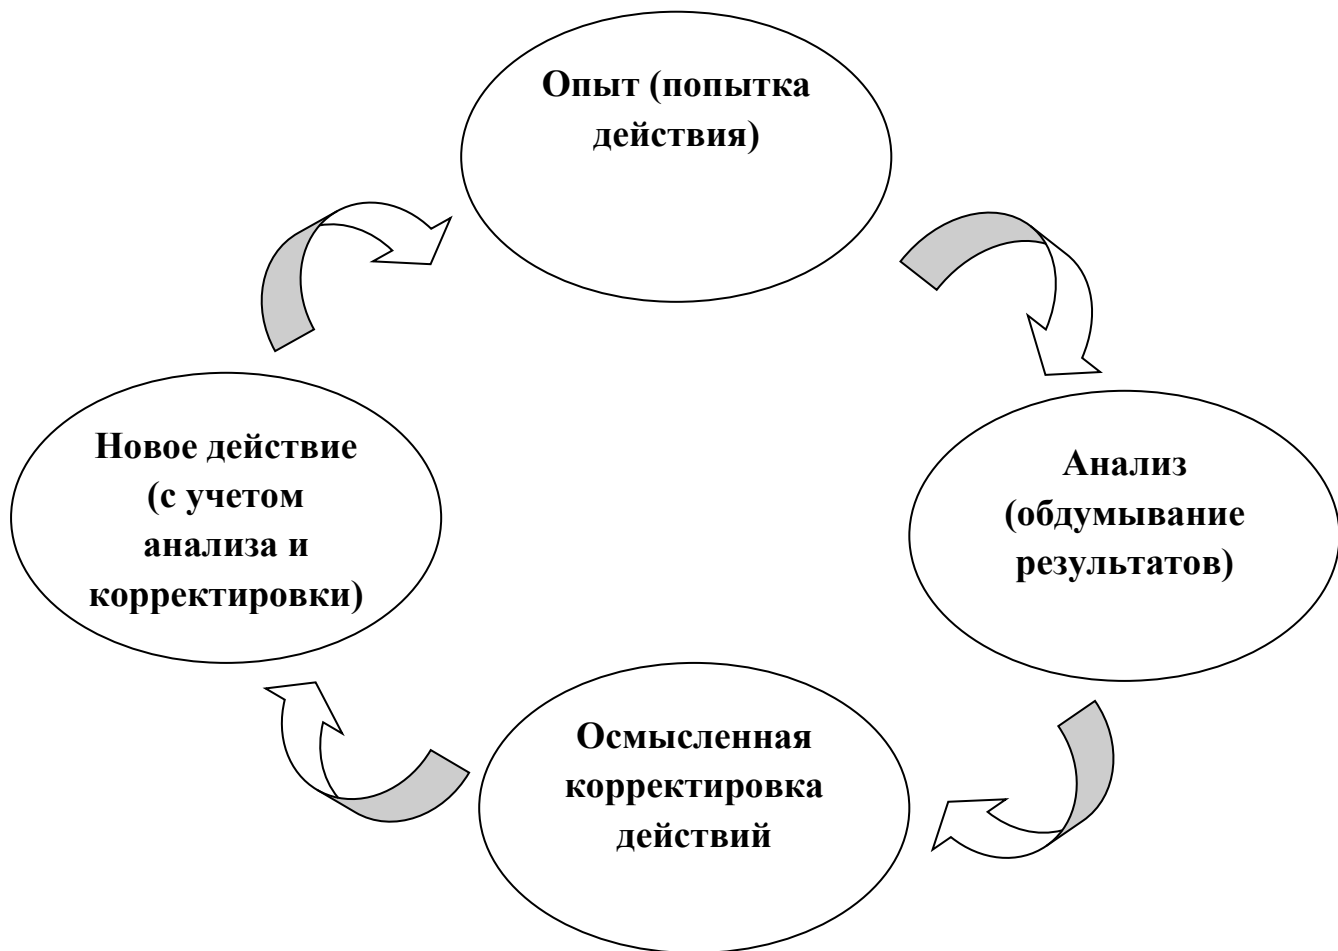 Опыт (попытка
действия)
Новое действие
(с учетом
анализа и
корректировки)
Анализ
(обдумывание
результатов)
Осмысленная
корректировка
действий